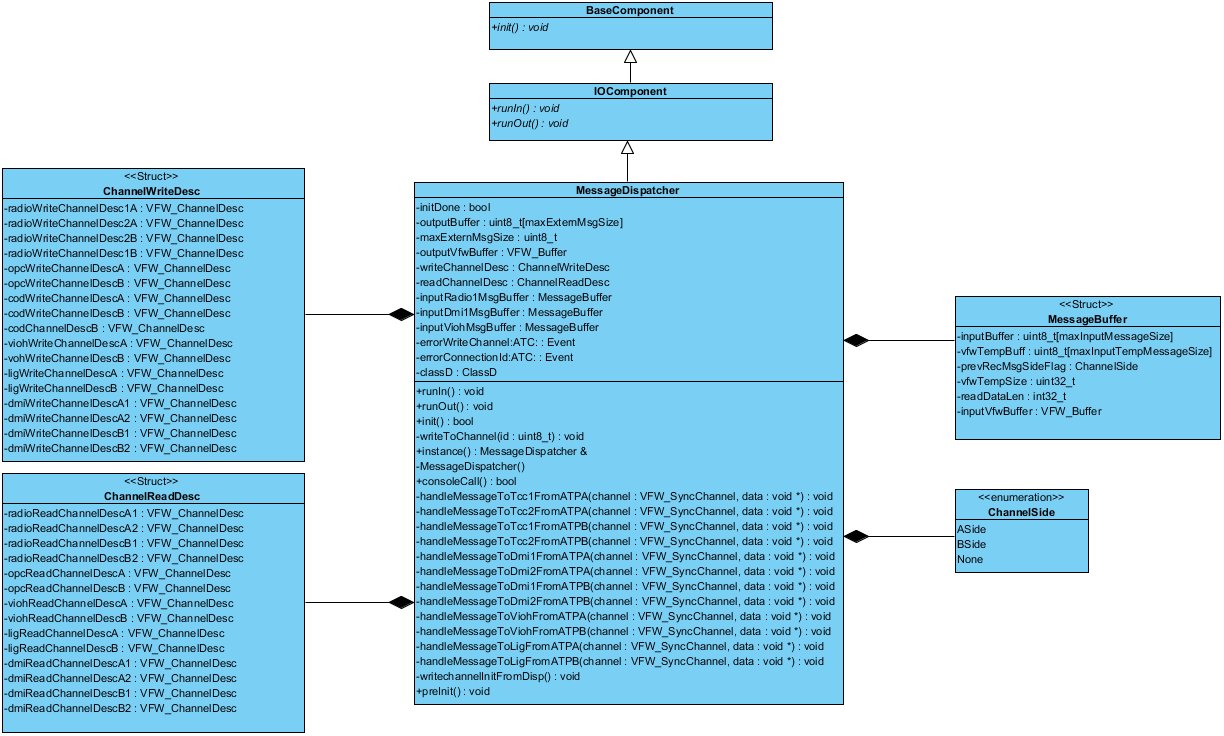 BaseComponent
+init() : void
IOComponent
+runIn() : void
+runOut() : void
<<Struct>>
ChannelWriteDesc
-radioWriteChannelDesc1A : VFW_ChannelDesc
-radioWriteChannelDesc2A : VFW_ChannelDesc
-radioWriteChannelDesc2B : VFW_ChannelDesc
-radioWriteChannelDesc1B : VFW_ChannelDesc
-opcWriteChannelDescA : VFW_ChannelDesc
-opcWriteChannelDescB : VFW_ChannelDesc
-codWriteChannelDescA : VFW_ChannelDesc
-codWriteChannelDescB : VFW_ChannelDesc
-codChannelDescB : VFW_ChannelDesc
-viohWriteChannelDescA : VFW_ChannelDesc
-vohWriteChannelDescB : VFW_ChannelDesc
-ligWriteChannelDescA : VFW_ChannelDesc
-ligWriteChannelDescB : VFW_ChannelDesc
-dmiWriteChannelDescA1 : VFW_ChannelDesc
-dmiWriteChannelDescA2 : VFW_ChannelDesc
-dmiWriteChannelDescB1 : VFW_ChannelDesc
-dmiWriteChannelDescB2 : VFW_ChannelDesc
<<Struct>>
ChannelReadDesc
-radioReadChannelDescA1 : VFW_ChannelDesc
-radioReadChannelDescA2 : VFW_ChannelDesc
-radioReadChannelDescB1 : VFW_ChannelDesc
-radioReadChannelDescB2 : VFW_ChannelDesc
-opcReadChannelDescA : VFW_ChannelDesc
-opcReadChannelDescB : VFW_ChannelDesc
-viohReadChannelDescA : VFW_ChannelDesc
-viohReadChannelDescB : VFW_ChannelDesc
-ligReadChannelDescA : VFW_ChannelDesc
-ligReadChannelDescB : VFW_ChannelDesc
-dmiReadChannelDescA1 : VFW_ChannelDesc
-dmiReadChannelDescA2 : VFW_ChannelDesc
-dmiReadChannelDescB1 : VFW_ChannelDesc
-dmiReadChannelDescB2 : VFW_ChannelDesc
MessageDispatcher
-initDone : bool
-outputBuffer : uint8_t[maxExternMsgSize]
-maxExternMsgSize : uint8_t
-outputVfwBuffer : VFW_Buffer
-writeChannelDesc : ChannelWriteDesc
-readChannelDesc : ChannelReadDesc
-inputRadio1MsgBuffer : MessageBuffer
-inputDmi1MsgBuffer : MessageBuffer
-inputViohMsgBuffer : MessageBuffer
-errorWriteChannel:ATC: : Event
-errorConnectionId:ATC: : Event
-classD : ClassD
+runIn() : void
+runOut() : void
+init() : bool
-writeToChannel(id : uint8_t) : void
+instance() : MessageDispatcher &
-MessageDispatcher()
+consoleCall() : bool
-handleMessageToTcc1FromATPA(channel : VFW_SyncChannel, data : void *) : void
-handleMessageToTcc2FromATPA(channel : VFW_SyncChannel, data : void *) : void
-handleMessageToTcc1FromATPB(channel : VFW_SyncChannel, data : void *) : void
-handleMessageToTcc2FromATPB(channel : VFW_SyncChannel, data : void *) : void
-handleMessageToDmi1FromATPA(channel : VFW_SyncChannel, data : void *) : void
-handleMessageToDmi2FromATPA(channel : VFW_SyncChannel, data : void *) : void
-handleMessageToDmi1FromATPB(channel : VFW_SyncChannel, data : void *) : void
-handleMessageToDmi2FromATPB(channel : VFW_SyncChannel, data : void *) : void
-handleMessageToViohFromATPA(channel : VFW_SyncChannel, data : void *) : void
-handleMessageToViohFromATPB(channel : VFW_SyncChannel, data : void *) : void
-handleMessageToLigFromATPA(channel : VFW_SyncChannel, data : void *) : void
-handleMessageToLigFromATPB(channel : VFW_SyncChannel, data : void *) : void
-writechannelInitFromDisp() : void
+preInit() : void
<<Struct>>
MessageBuffer
-inputBuffer : uint8_t[maxInputMessageSize]
-vfwTempBuff : uint8_t[maxInputTempMessageSize]
-prevRecMsgSideFlag : ChannelSide
-vfwTempSize : uint32_t
-readDataLen : int32_t
-inputVfwBuffer : VFW_Buffer
<<enumeration>>
ChannelSide
ASide
BSide
None